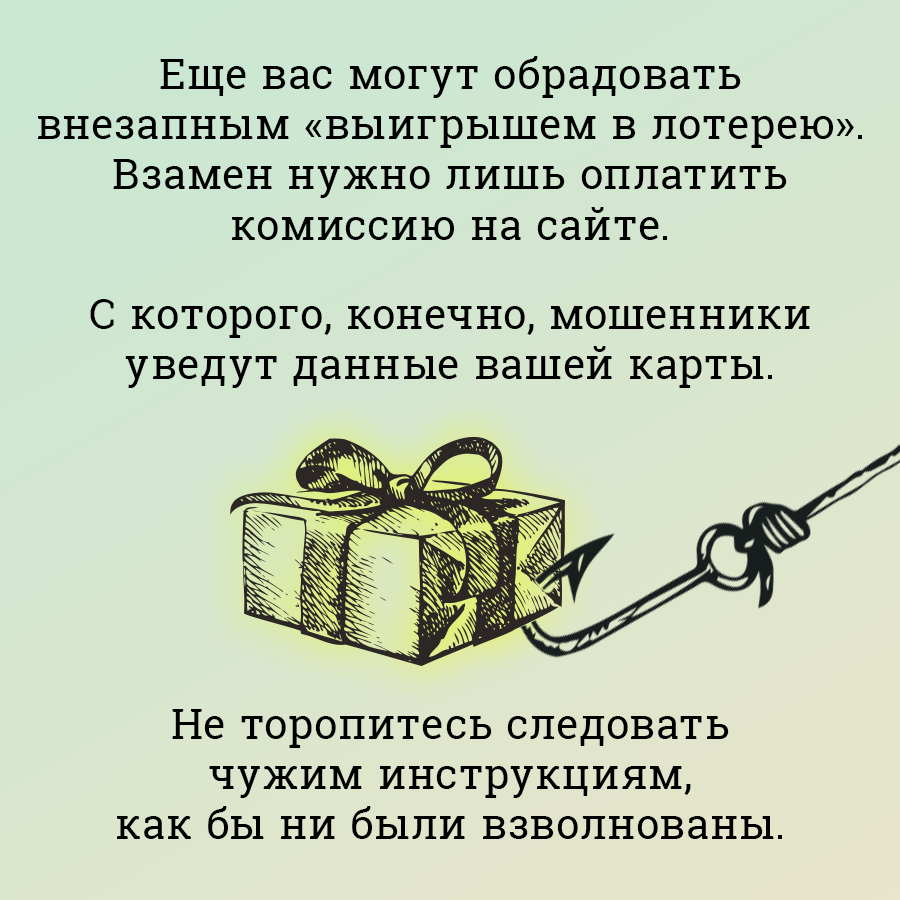 Еще вас могут обрадовать
внезапным «выигрышем в лотерею».
Взамен нужно лишь оплатить
комиссию на сайте.
С которого, конечно, мошенники
уведут данные вашей карты.
Не торопитесь следовать
чужим инструкциям,
как бы ни были взволнованы.